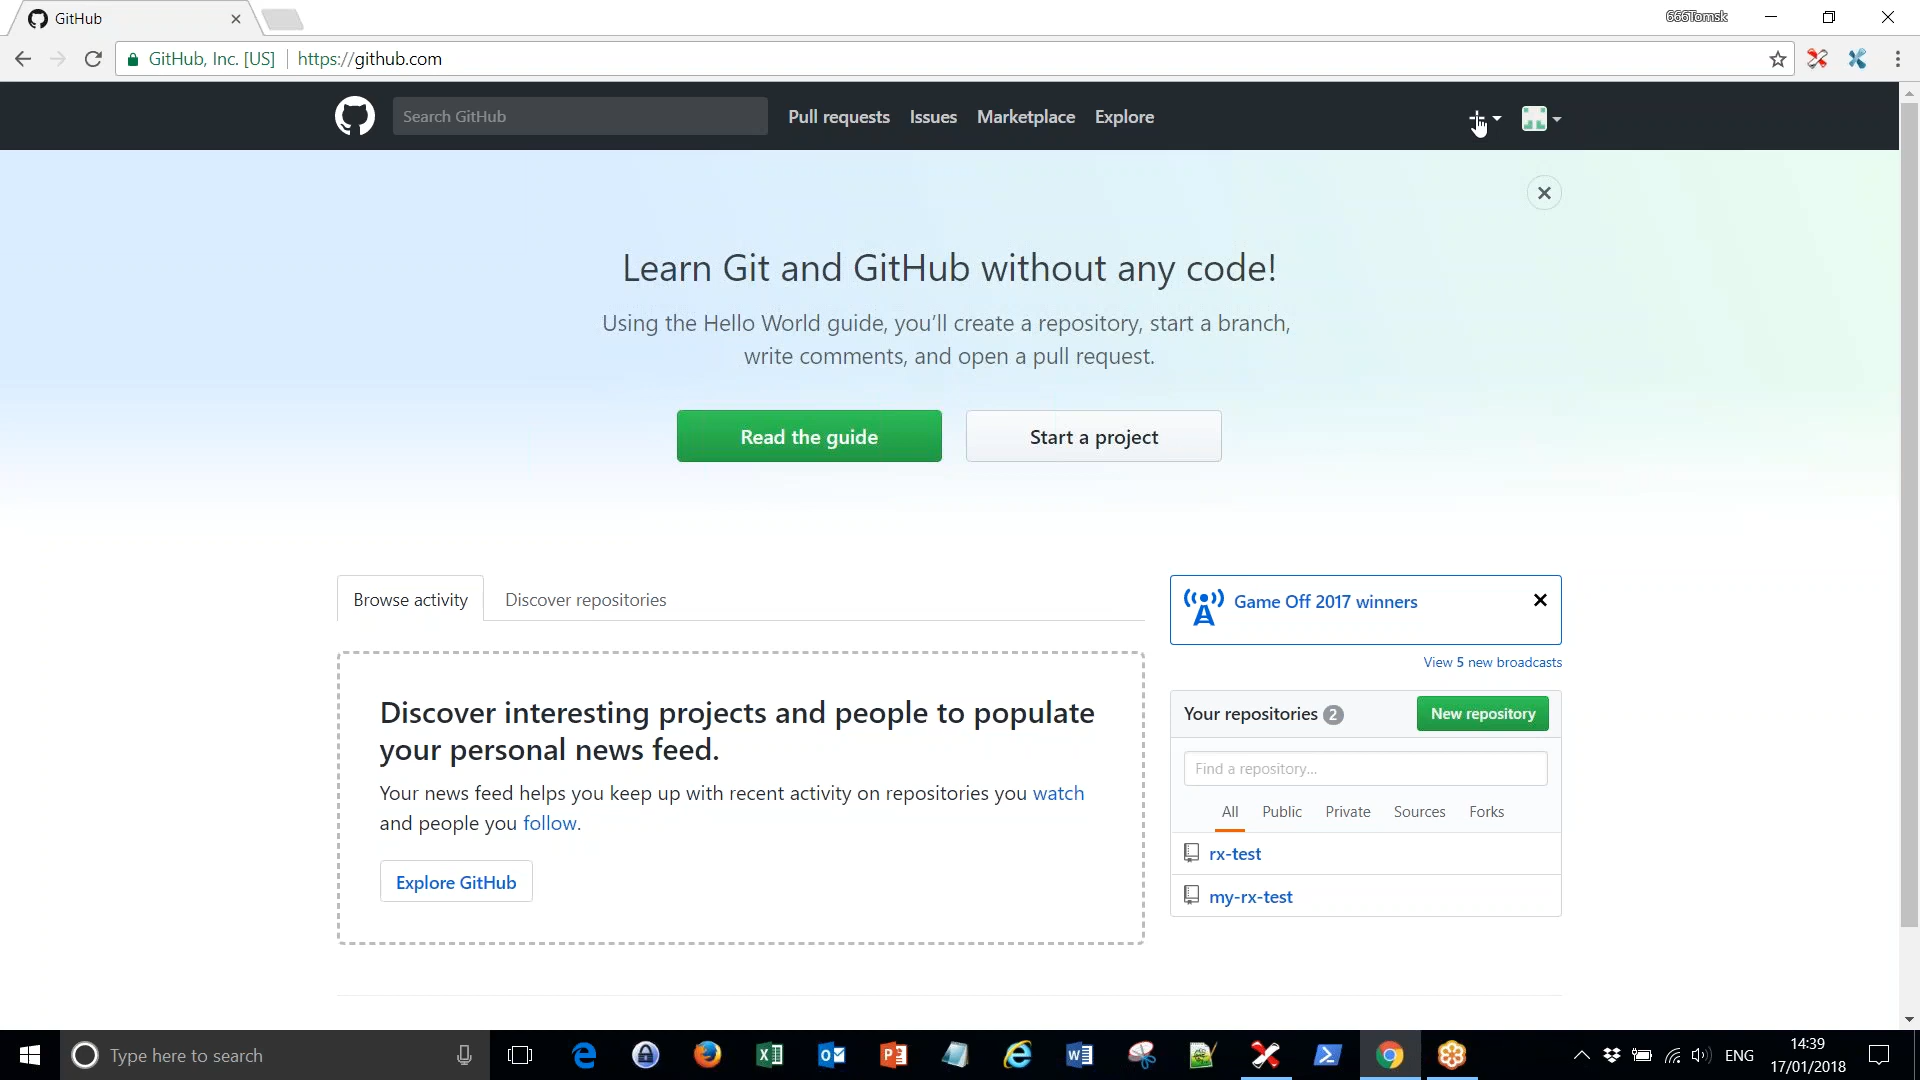 GitHub
666Tomsk
GitHub, Inc. [US] https://github.com
Search GitHub
Pull requests Issues Marketplace Explore
Learn Git and GitHub without any code!
Using the Hello World guide, you’ll create a repository, start a branch,
write comments, and open a pull request.
Read the guide
Start a project
Browse activity
Discover repositories
Discover interesting projects and people to populate
your personal news feed.
Your news feed helps you keep up with recent activity on repositories you watch
and people you follow.
Explore GitHub
Game Off 2017 winners
View 5 new broadcasts
Your repositories 2
New repository
Find a repository...
All Public Private Sources Forks
rx-test
my-rx-test
Type here to search
ENG
14:39
17/01/2018